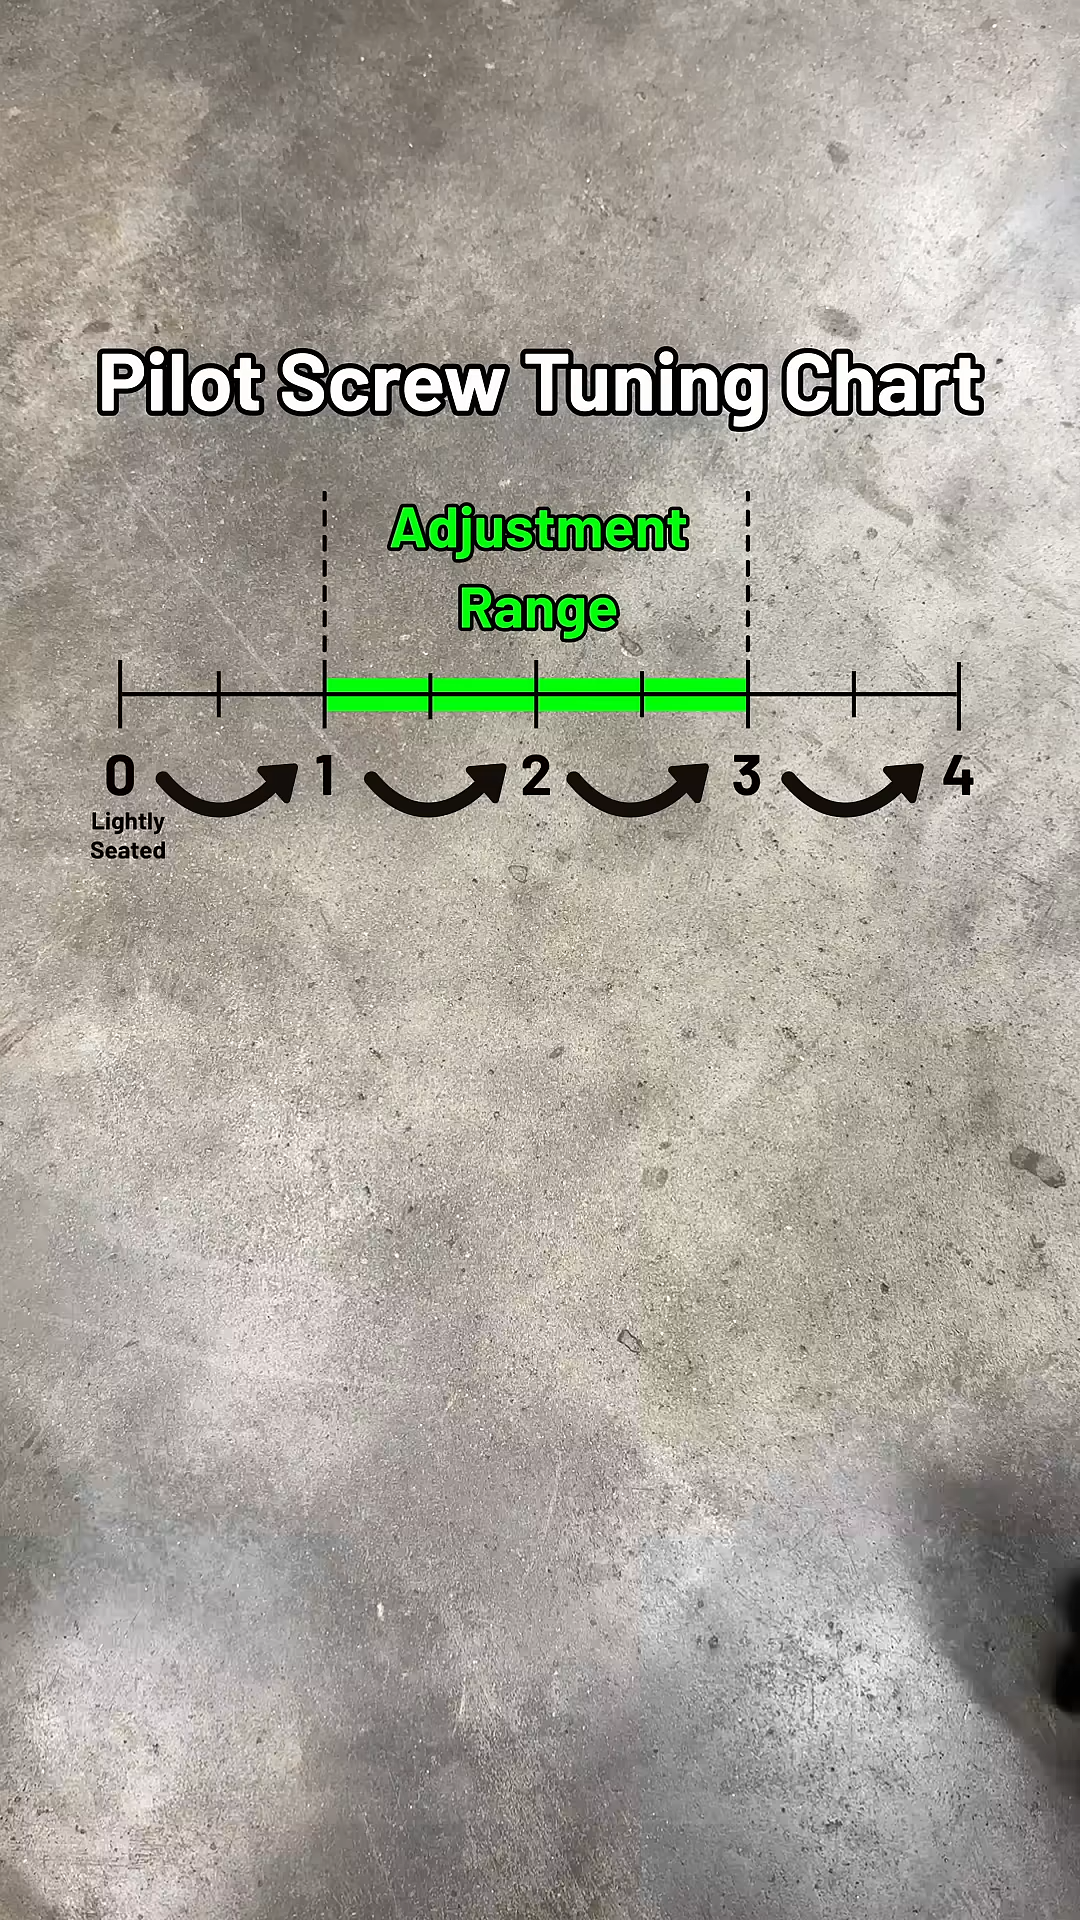 Pilot Screw Tuning Chart
Adjustment
Range
0 1 2 3 4
Lightly
Seated